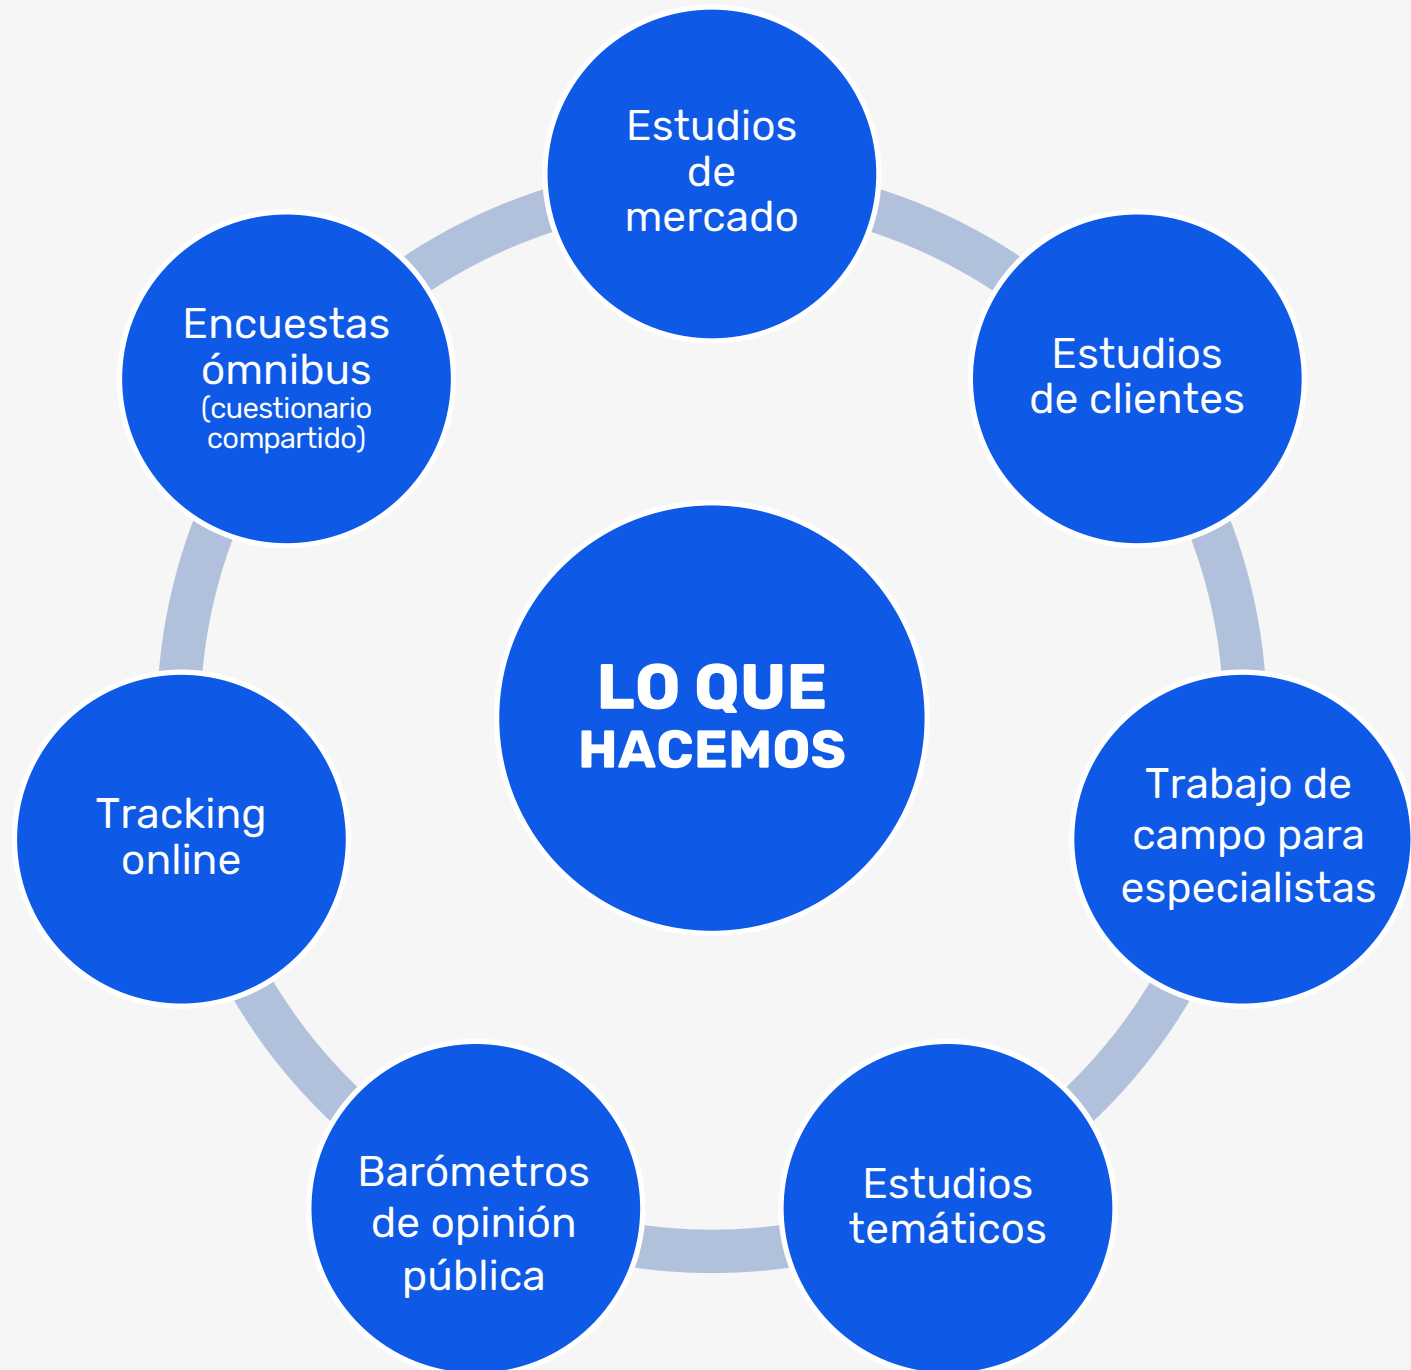 Estudios
de
mercado
Estudios
de clientes
Trabajo de
campo para
especialistas
Estudios
temáticos
Barómetros
de opinión
pública
Tracking
online
Encuestas
ómnibus
(cuestionario
compartido)
LO QUE
HACEMOS